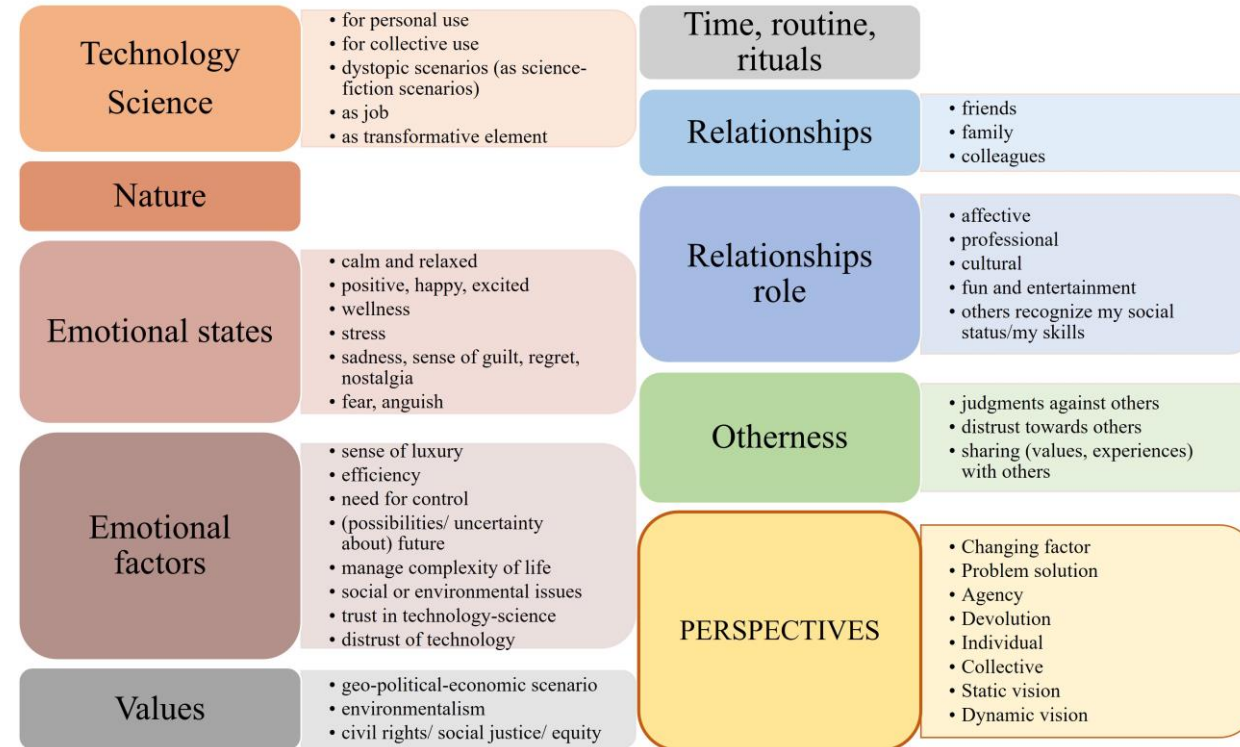 Technology
Science
• for personal use
• for collective use
• dystopic scenarios (as science-
fiction scenarios)
• as job
• as transformative element
Nature
Emotional states
• calm and relaxed
• positive, happy, excited
• wellness
• stress
• sadness, sense of guilt, regret,
nostalgia
• fear, anguish
Emotional
factors
• sense of luxury
• efficiency
• need for control
• (possibilities/ uncertainty
about) future
• manage complexity of life
• social or environmental issues
• trust in technology-science
• distrust of technology
Values
• geo-political-economic scenario
• environmentalism
• civil rights/ social justice/ equity
Time, routine,
rituals
Relationships
• friends
• family
• colleagues
Relationships
role
• affective
• professional
• cultural
• fun and entertainment
• others recognize my social
status/my skills
Otherness
• judgments against others
• distrust towards others
• sharing (values, experiences)
with others
PERSPECTIVES
• Changing factor
• Problem solution
• Agency
• Devolution
• Individual
• Collective
• Static vision
• Dynamic vision